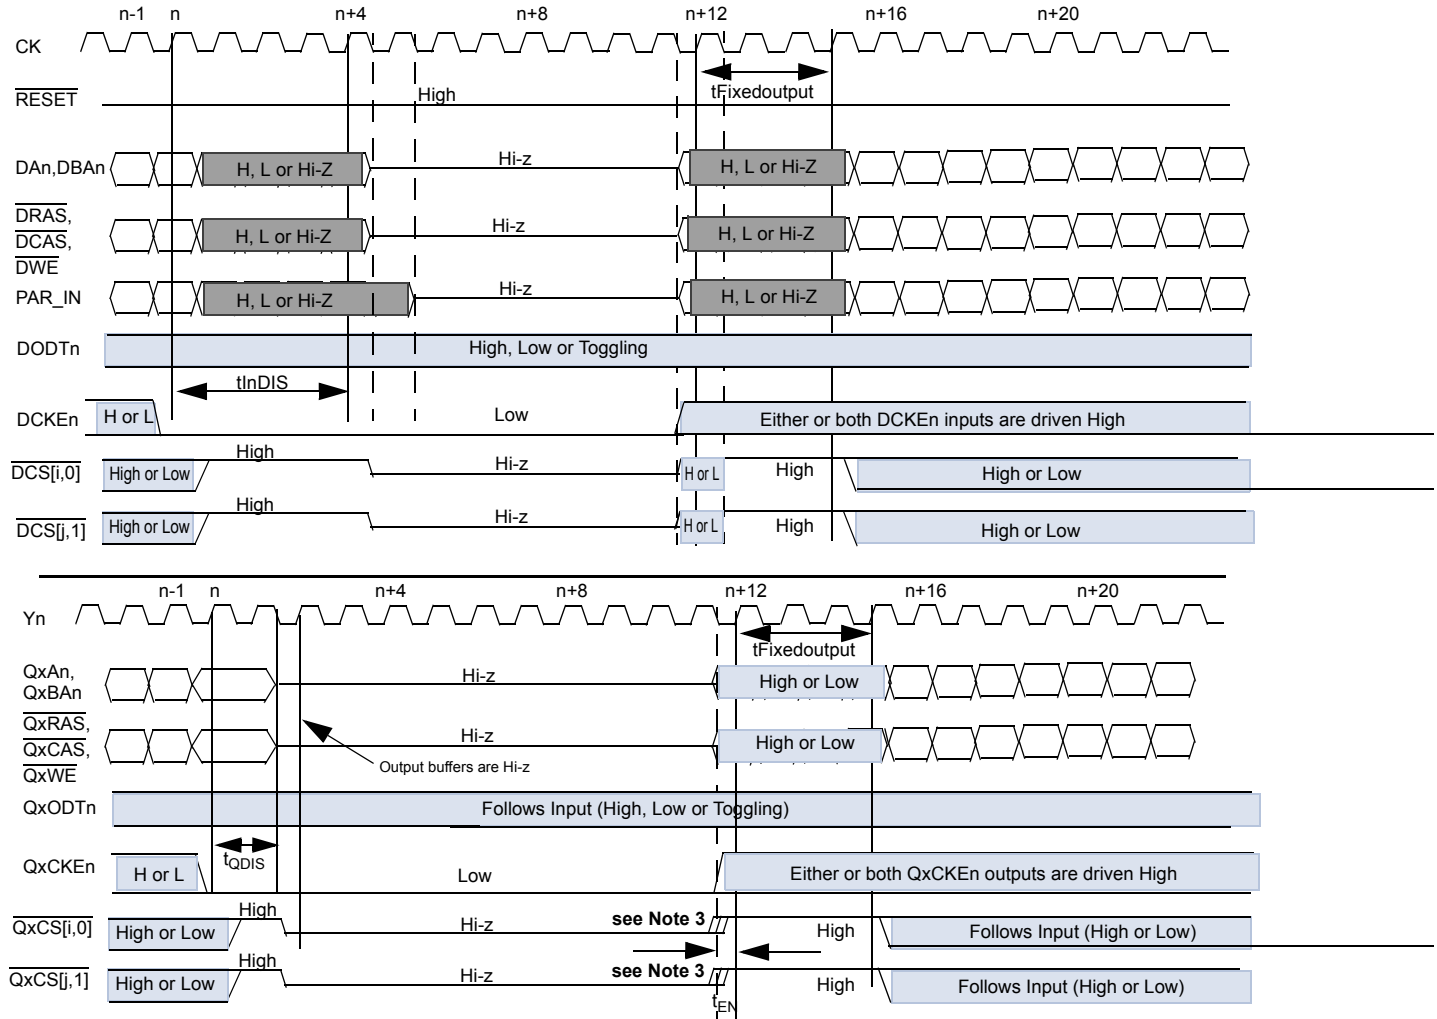 n-1 n n+4 n+8 n+12 n+16 n+20
CK
tFixedoutput
RESET High
DAn,DBAn H, L or Hi-Z Hi-z H, L or Hi-Z
DRAS,
DCAS, H, L or Hi-Z Hi-z H, L or Hi-Z
DWE
PAR_IN H, L or Hi-Z Hi-z H, L or Hi-Z
DODTn High, Low or Toggling
tInDIS
DCKEn H or L Low Either or both DCKEn inputs are driven High
DCS[i,0] High or Low High Hi-z H or L High High or Low
DCS[j,1] High or Low High Hi-z H or L High High or Low
n-1 n n+4 n+8 n+12 n+16 n+20
Yn
tFixedoutput
QxAn,
QxBAn Hi-z High or Low
QxRAS,
QxCAS, Hi-z High or Low
QxWE
Output buffers are Hi-z
QxODTn Follows Input (High, Low or Toggling)
tQDIS
QxCKEn H or L Low Either or both QxCKEn outputs are driven High
QxCS[i,0] High or Low High Hi-z see Note 3 High Follows Input (High or Low)
QxCS[j,1] High or Low High Hi-z see Note 3 High Follows Input (High or Low)
tEN